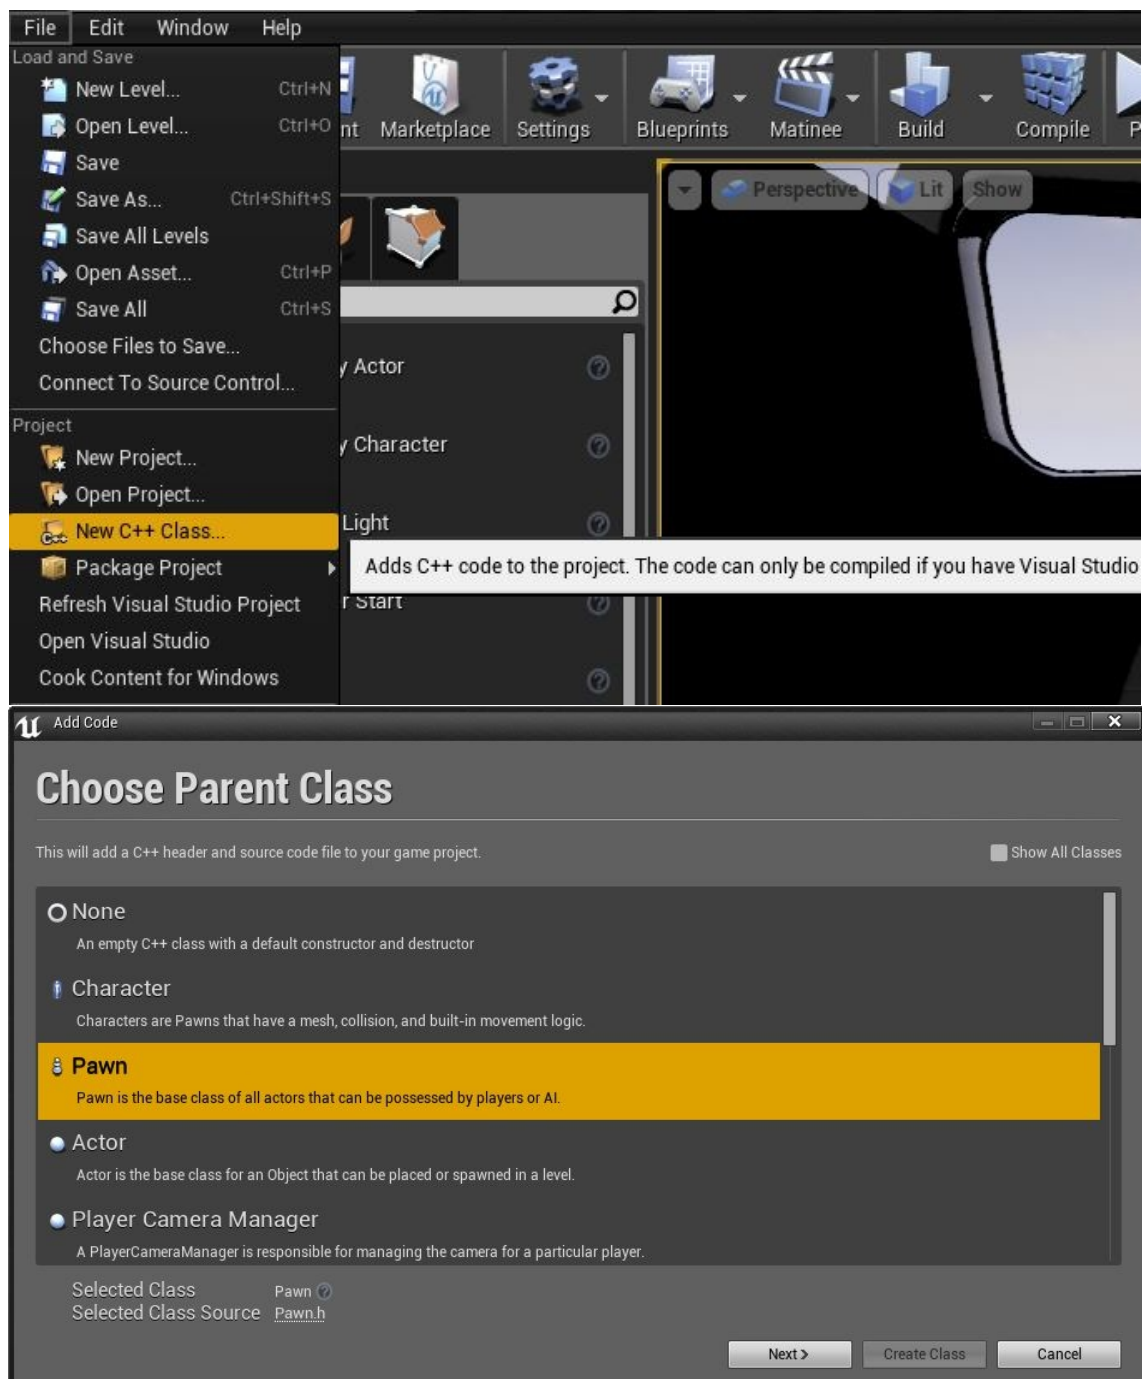 File Edit Window Help
Load and Save
New Level... Ctrl+N
Open Level... Ctrl+O
Save
Save As... Ctrl+Shift+S
Save All Levels
Open Asset... Ctrl+P
Save All Ctrl+S
Choose Files to Save...
Connect To Source Control...
Project
New Project...
Open Project...
New C++ Class...
Package Project
Refresh Visual Studio Project
Open Visual Studio
Cook Content for Windows
nt Marketplace Settings Blueprints Matinee Build Compile P
Perspective Lit Show
y Actor
y Character
Light
Adds C++ code to the project. The code can only be compiled if you have Visual Studio
r Start
Add Code
Choose Parent Class
This will add a C++ header and source code file to your game project.
Show All Classes
None
An empty C++ class with a default constructor and destructor
Character
Characters are Pawns that have a mesh, collision, and built-in movement logic.
Pawn
Pawn is the base class of all actors that can be possessed by players or AI.
Actor
Actor is the base class for an Object that can be placed or spawned in a level.
Player Camera Manager
A PlayerCameraManager is responsible for managing the camera for a particular player.
Selected Class Pawn
Selected Class Source Pawn.h
Next > Create Class Cancel